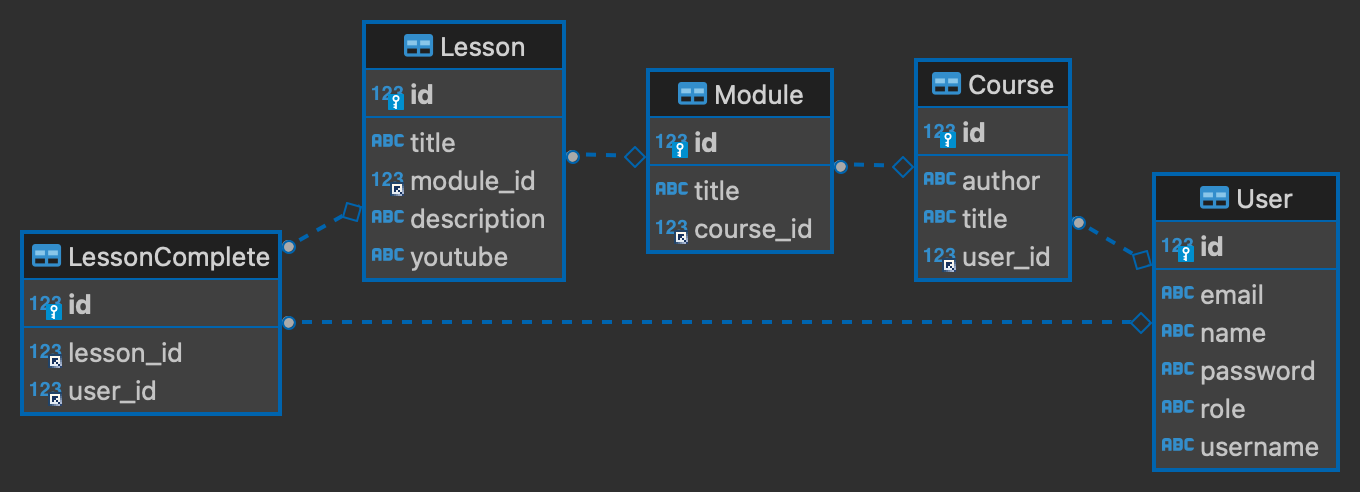 Lesson
123 id
ABC title
123 module_id
ABC description
ABC youtube
Module
123 id
ABC title
123 course_id
Course
123 id
ABC author
ABC title
123 user_id
User
123 id
ABC email
ABC name
ABC password
ABC role
ABC username
LessonComplete
123 id
123 lesson_id
123 user_id